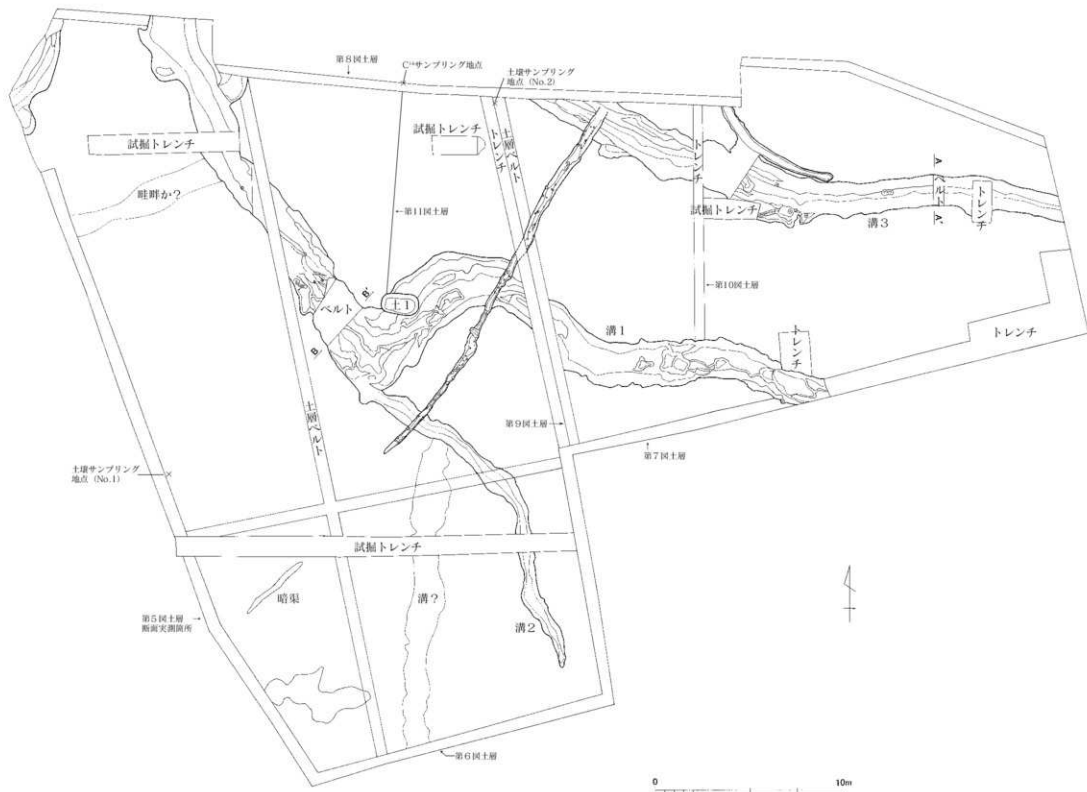 第8図土層
C¹⁴サンプリング地点
土壌サンプリング
地点（No.2）
試掘トレンチ
試掘トレンチ
トレンチ
土層ベルト
トレンチ
A
ベルト
A'
トレンチ
畦畔か？
第11図土層
試掘トレンチ
溝3
B'
土1
ベルト
B
第10図土層
溝1
トレンチ
トレンチ
土層ベルト
第9図土層
第7図土層
土壌サンプリング
地点（No.1）
試掘トレンチ
暗渠
溝？
第5図土層
断面実測箇所
溝2
第6図土層
0 10m